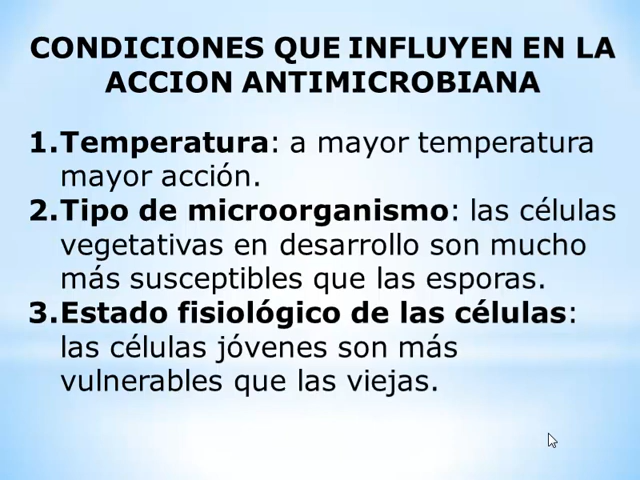 CONDICIONES QUE INFLUYEN EN LA
ACCION ANTIMICROBIANA
1.Temperatura: a mayor temperatura
mayor acción.
2.Tipo de microorganismo: las células
vegetativas en desarrollo son mucho
más susceptibles que las esporas.
3.Estado fisiológico de las células:
las células jóvenes son más
vulnerables que las viejas.